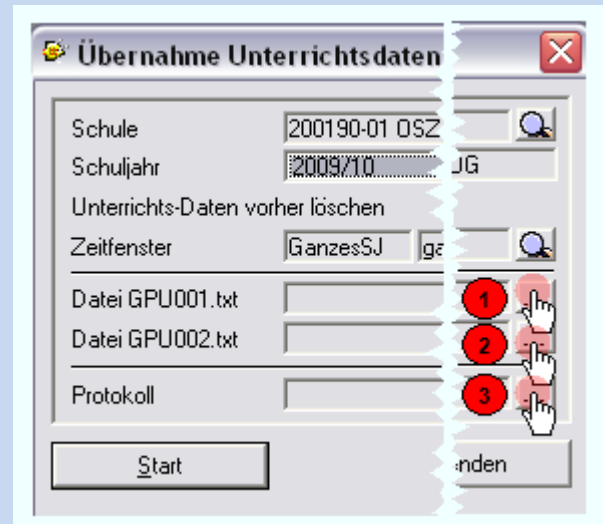 Übernahme Unterrichtsdaten
Schule 200190-01 OSZ
Schuljahr 2009/10 UG
Unterrichts-Daten vorher löschen
Zeitfenster GanzesSJ ga
Datei GPU001.txt 1 ...
Datei GPU002.txt 2 ...
Protokoll 3 ...
Start nden